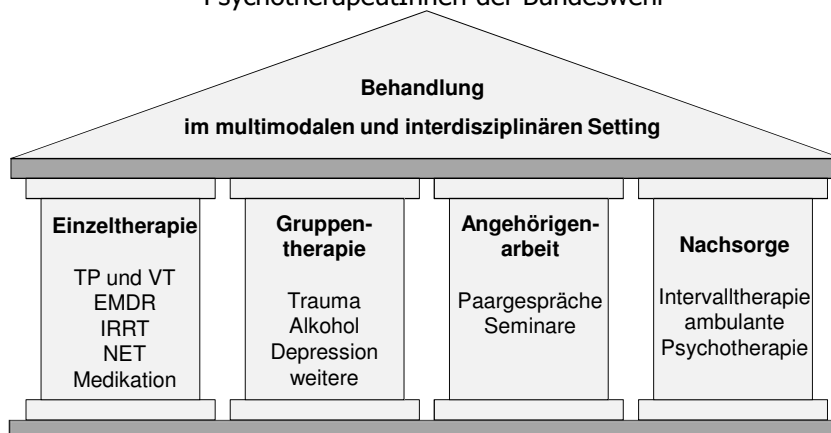 PsychotherapeutInnen der Bundeswehr
Behandlung
im multimodalen und interdisziplinären Setting
Einzeltherapie
TP und VT
EMDR
IRRT
NET
Medikation
Gruppen-
therapie
Trauma
Alkohol
Depression
weitere
Angehörigen-
arbeit
Paargespräche
Seminare
Nachsorge
Intervalltherapie
ambulante
Psychotherapie